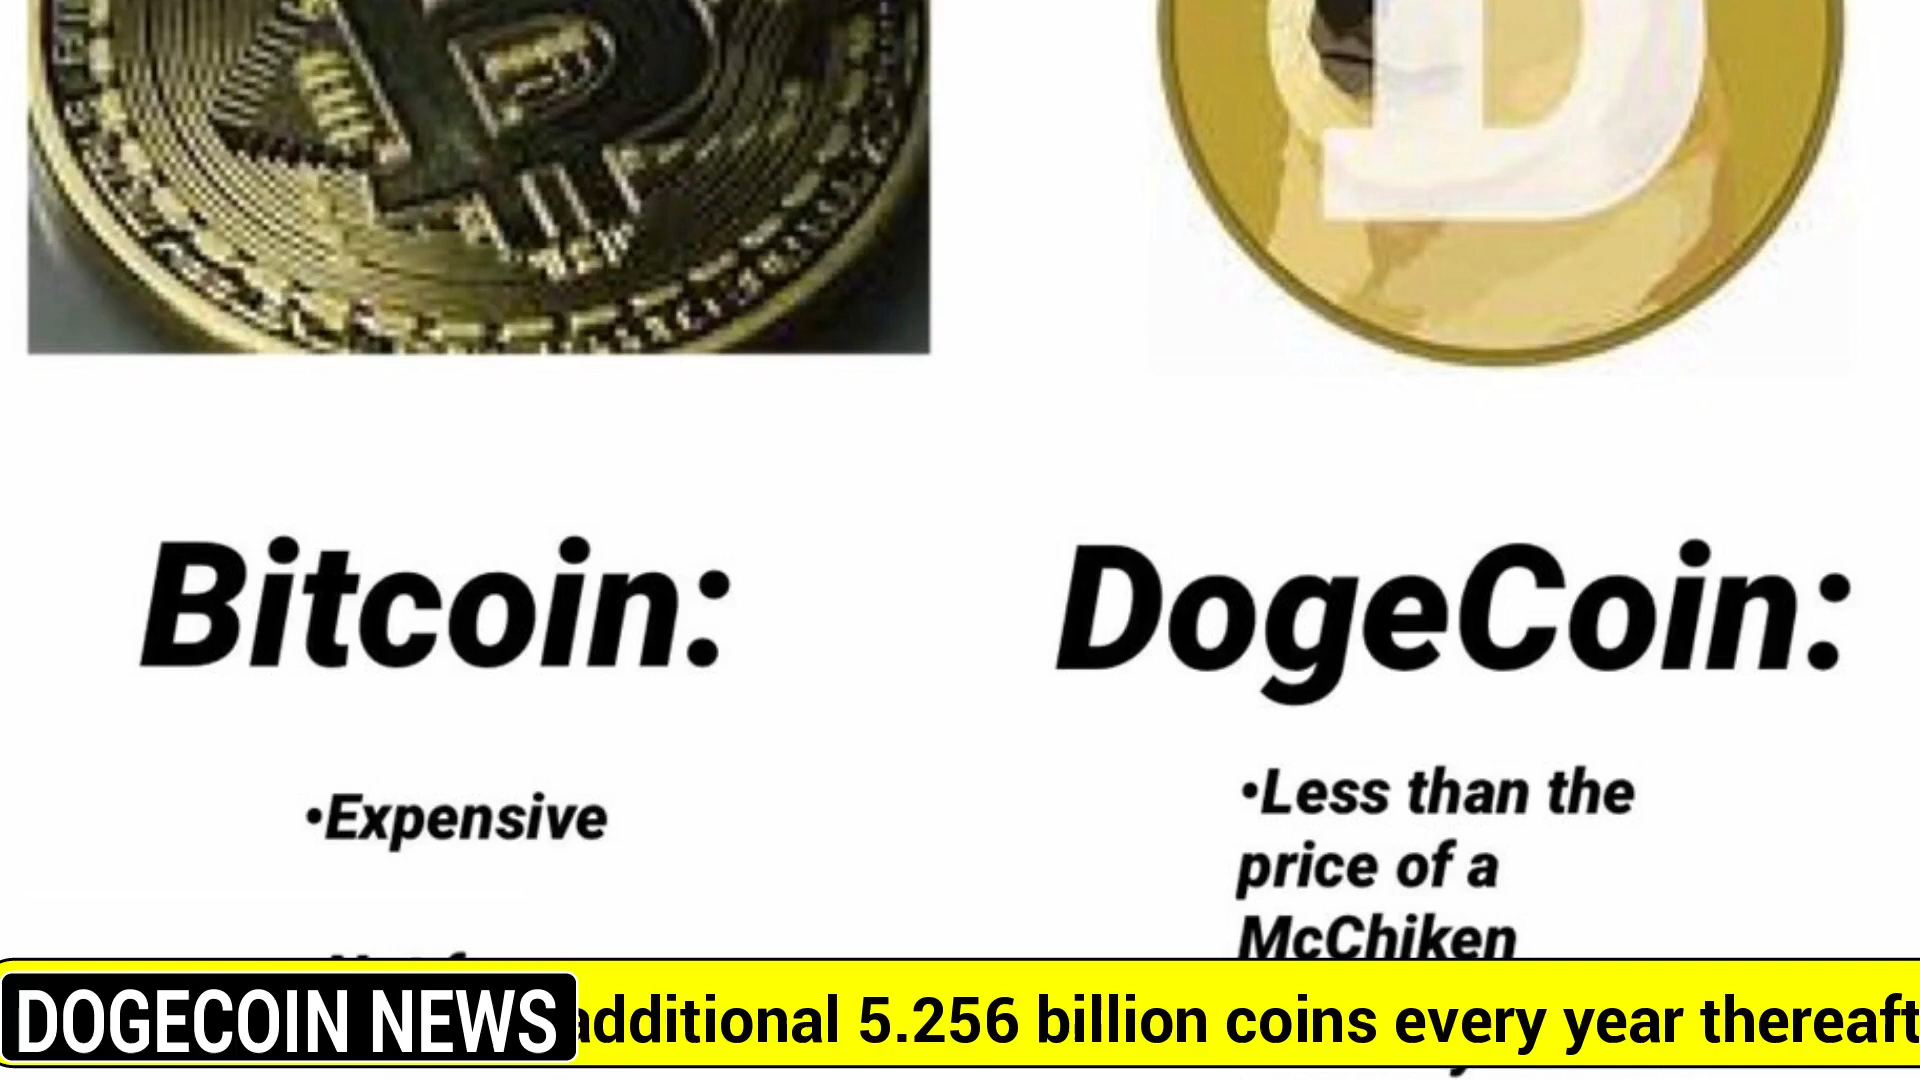 Bitcoin:
DogeCoin:
•Expensive
•Less than the
price of a
McChiken
DOGECOIN NEWS
additional 5.256 billion coins every year thereaft